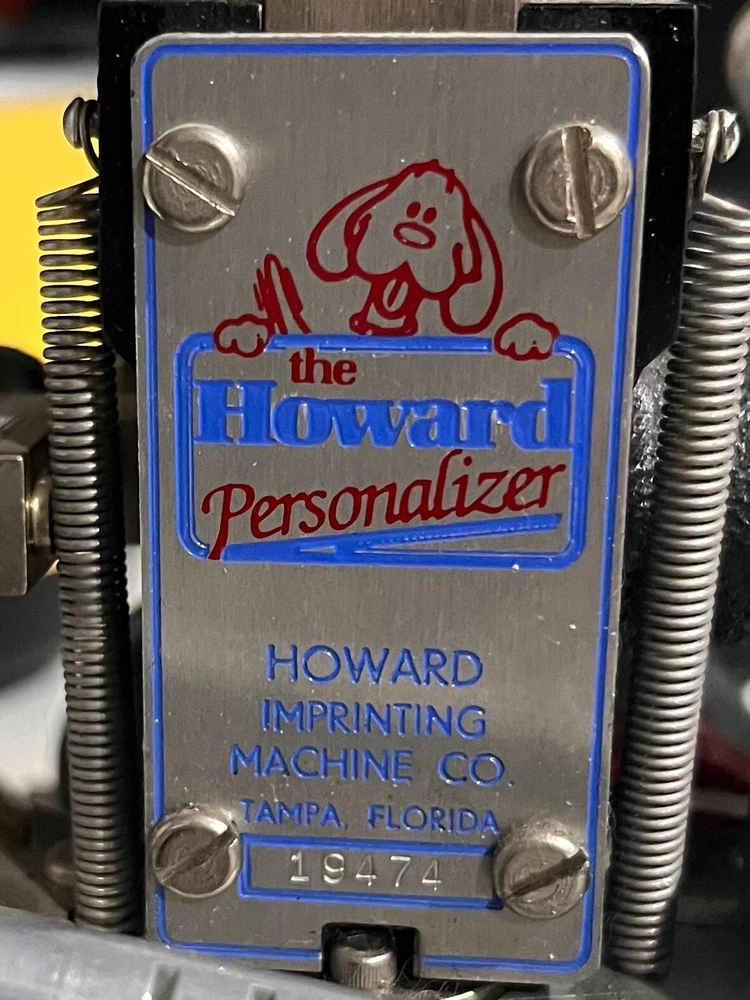 the
Howard
Personalizer
HOWARD
IMPRINTING
MACHINE CO.
TAMPA, FLORIDA
19474